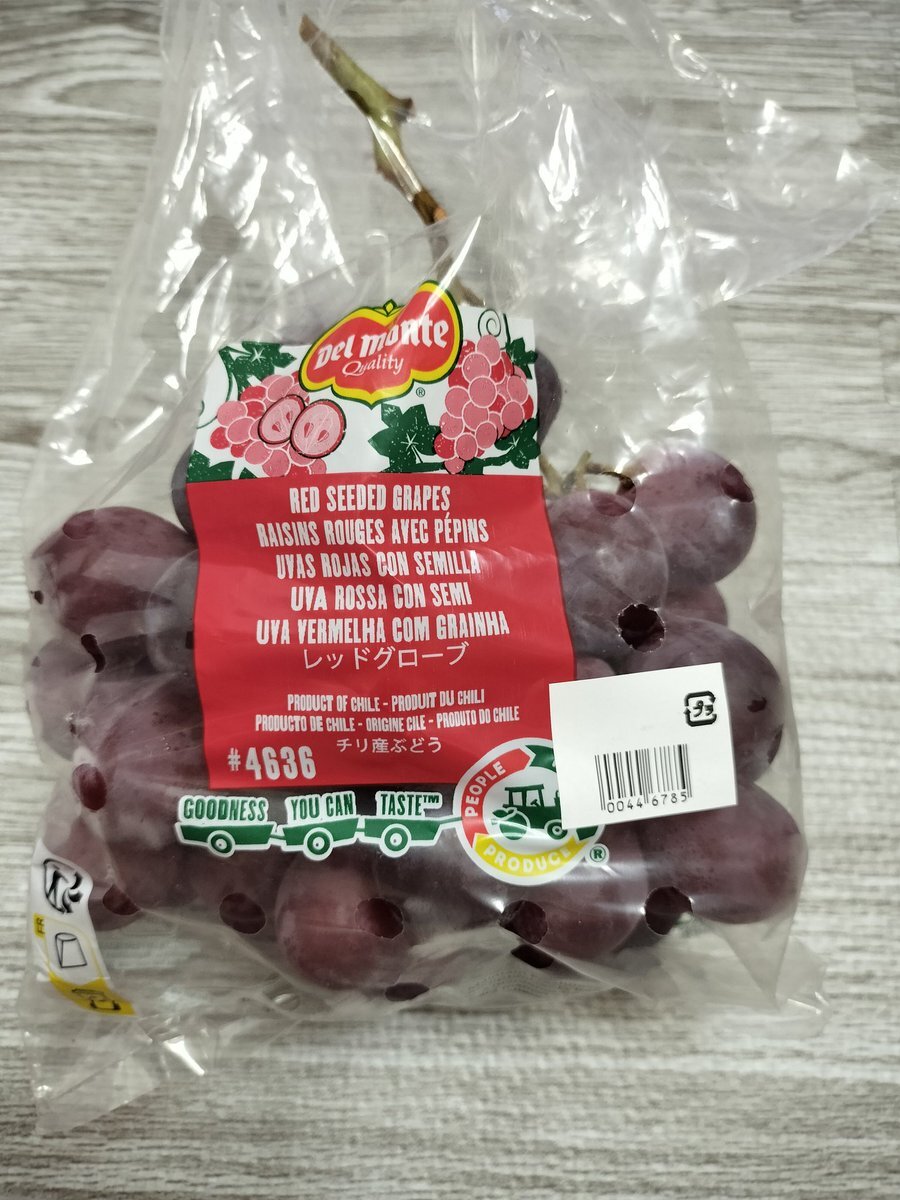 Del Monte
Quality
®
RED SEEDED GRAPES
RAISINS ROUGES AVEC PÉPINS
UVAS ROJAS CON SEMILLA
UVA ROSSA CON SEMI
UVA VERMELHA COM GRAINHA
レッドグローブ
PRODUCT OF CHILE - PRODUIT DU CHILI
PRODUCTO DE CHILE - ORIGINE CILE - PRODUTO DO CHILE
チリ産ぶどう
#4636
GOODNESS YOU CAN TASTE™
PEOPLE
PRODUCE
®
プラ
0044 6785
FR